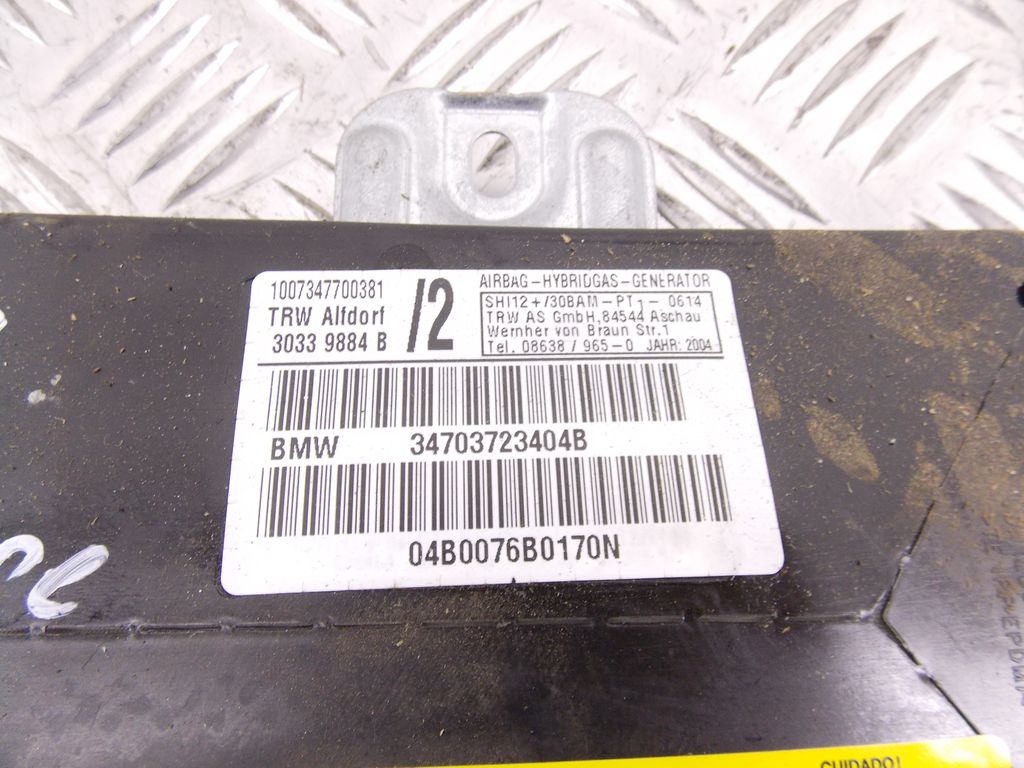 1007347700381
TRW Alfdorf
3033 9884 B
/2
AIRBAG-HYBRIDGAS-GENERATOR
SHI12+/30BAM-PT1- 0614
TRW AS GmbH,84544 Aschau
Wernher von Braun Str.1
Tel. 08638 / 965-0 JAHR: 2004
BMW 34703723404B
04B0076B0170N
CUIDADO!